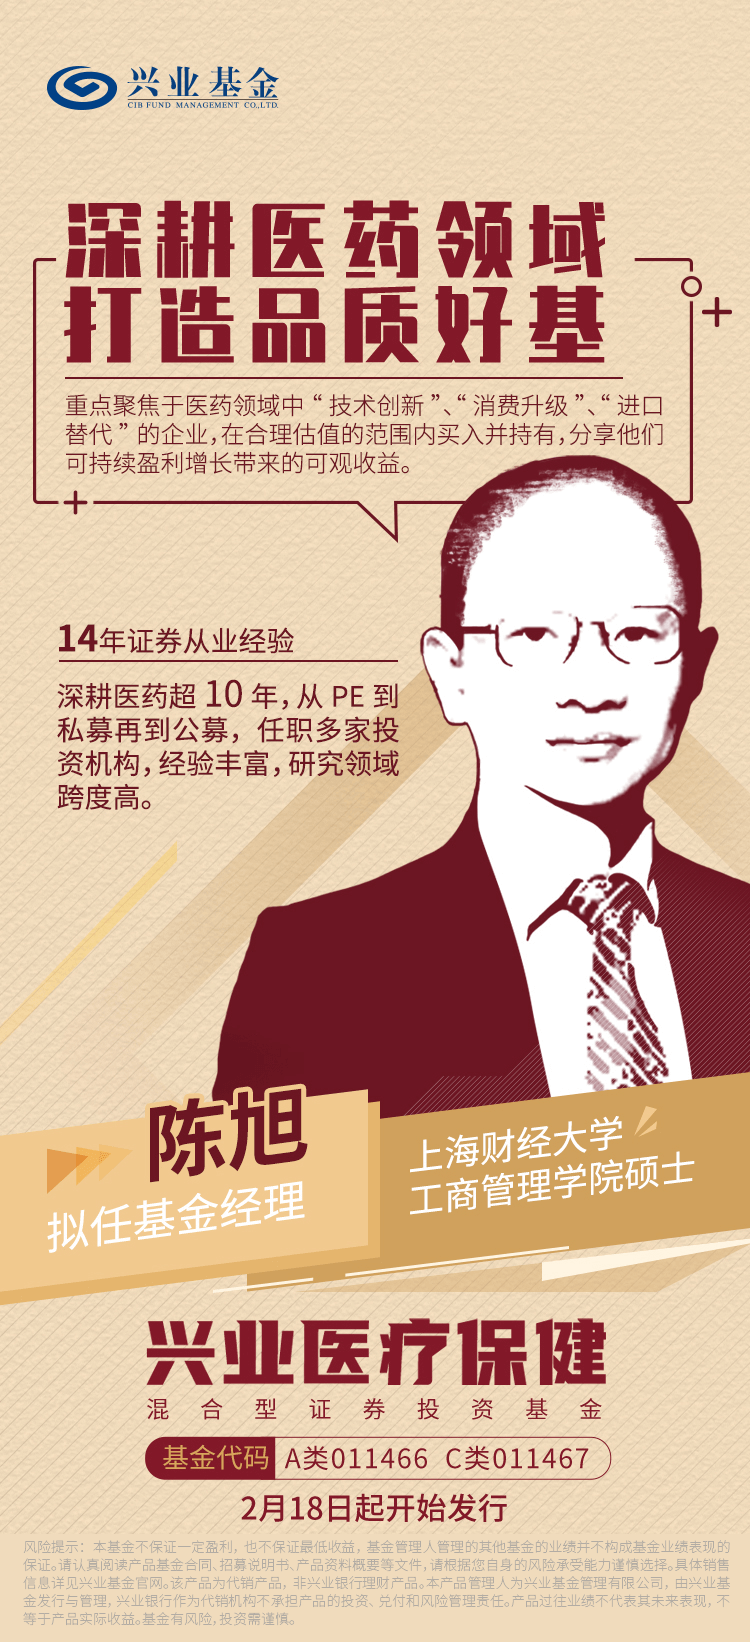 兴业基金
CIB FUND MANAGEMENT CO.,LTD.
深耕医药领域
打造品质好基
重点聚焦于医药领域中“技术创新”、“消费升级”、“进口
替代”的企业,在合理估值的范围内买入并持有,分享他们
可持续盈利增长带来的可观收益。
14年证券从业经验
深耕医药超 10 年,从 PE 到
私募再到公募，任职多家投
资机构,经验丰富,研究领域
跨度高。
陈旭
拟任基金经理
上海财经大学
工商管理学院硕士
兴业医疗保健
混合型证券投资基金
基金代码 A类011466 C类011467
2月18日起开始发行
风险提示：本基金不保证一定盈利，也不保证最低收益，基金管理人管理的其他基金的业绩并不构成基金业绩表现的
保证。请认真阅读产品基金合同、招募说明书、产品资料概要等文件,请根据您自身的风险承受能力谨慎选择。具体销售
信息详见兴业基金官网。该产品为代销产品，非兴业银行理财产品。本产品管理人为兴业基金管理有限公司，由兴业基
金发行与管理,兴业银行作为代销机构不承担产品的投资、兑付和风险管理责任。产品过往业绩不代表其未来表现，不
等于产品实际收益。基金有风险,投资需谨慎。